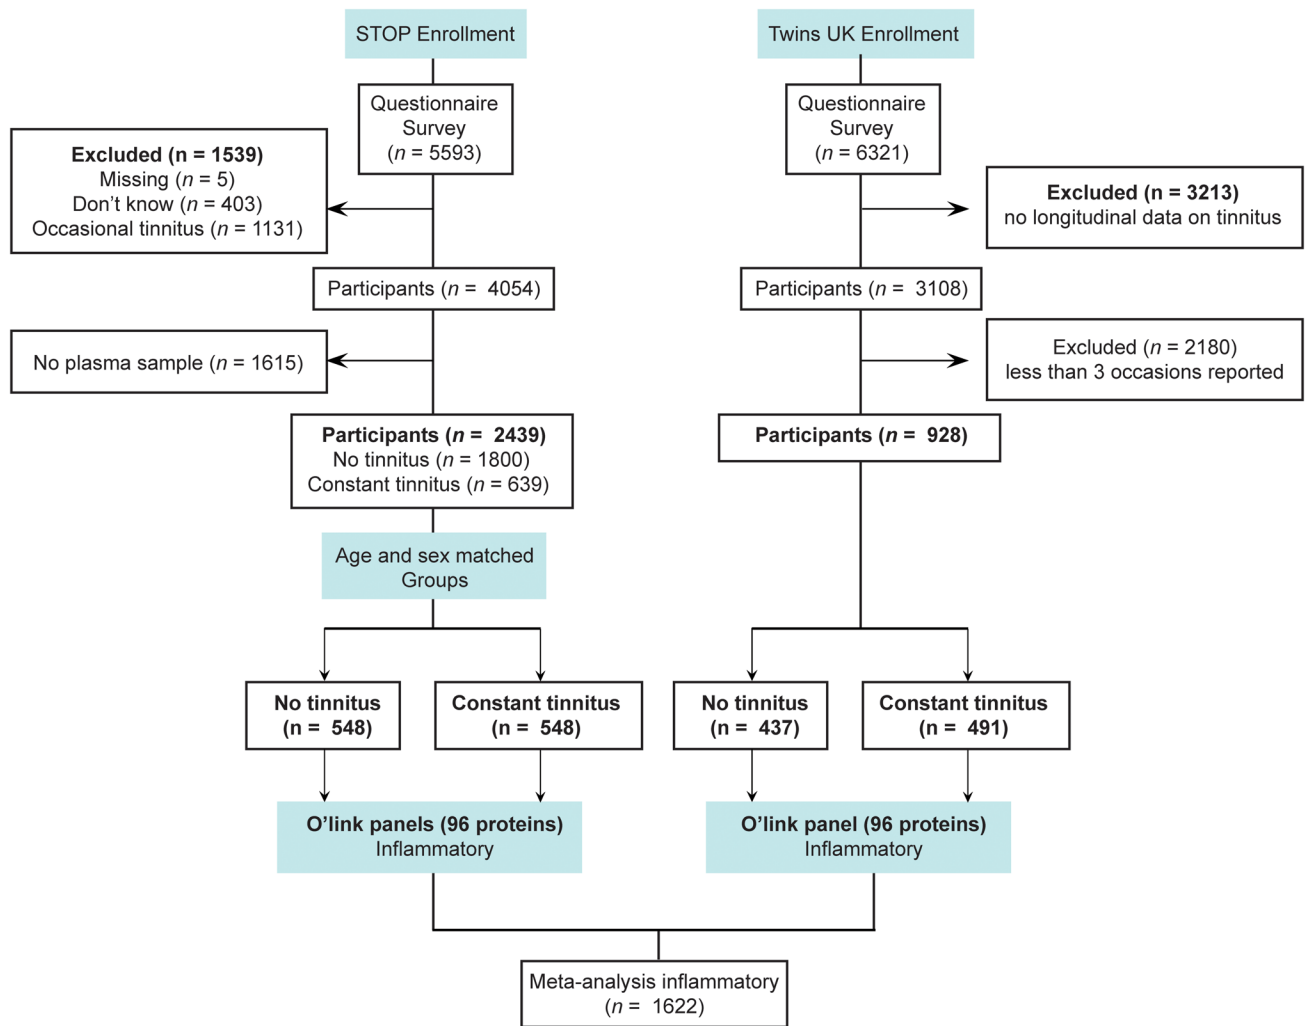 STOP Enrollment
Questionnaire
Survey
(n = 5593)
Excluded (n = 1539)
Missing (n = 5)
Don't know (n = 403)
Occasional tinnitus (n = 1131)
Participants (n = 4054)
No plasma sample (n = 1615)
Participants (n = 2439)
No tinnitus (n = 1800)
Constant tinnitus (n = 639)
Age and sex matched
Groups
No tinnitus
(n = 548)
Constant tinnitus
(n = 548)
O'link panels (96 proteins)
Inflammatory
Twins UK Enrollment
Questionnaire
Survey
(n = 6321)
Excluded (n = 3213)
no longitudinal data on tinnitus
Participants (n = 3108)
Excluded (n = 2180)
less than 3 occasions reported
Participants (n = 928)
No tinnitus
(n = 437)
Constant tinnitus
(n = 491)
O'link panel (96 proteins)
Inflammatory
Meta-analysis inflammatory
(n = 1622)